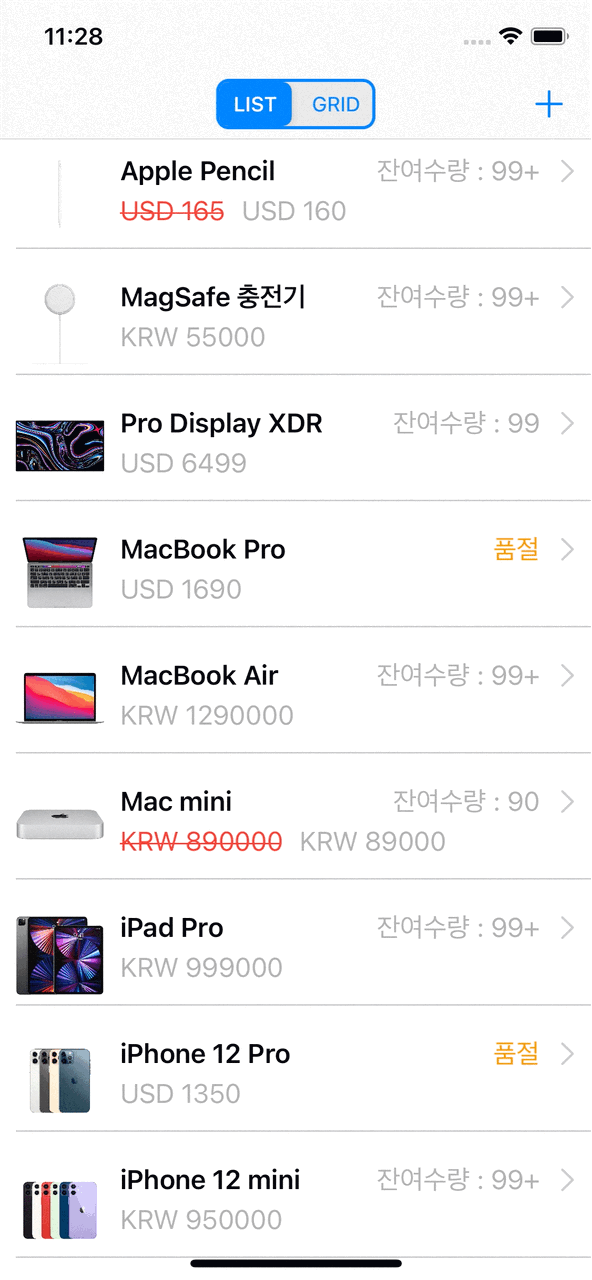 11:28
LIST GRID
Apple Pencil 잔여수량 : 99+
USD 165 USD 160
MagSafe 충전기 잔여수량 : 99+
KRW 55000
Pro Display XDR 잔여수량 : 99
USD 6499
MacBook Pro 품절
USD 1690
MacBook Air 잔여수량 : 99+
KRW 1290000
Mac mini 잔여수량 : 90
KRW 890000 KRW 89000
iPad Pro 잔여수량 : 99+
KRW 999000
iPhone 12 Pro 품절
USD 1350
iPhone 12 mini 잔여수량 : 99+
KRW 950000